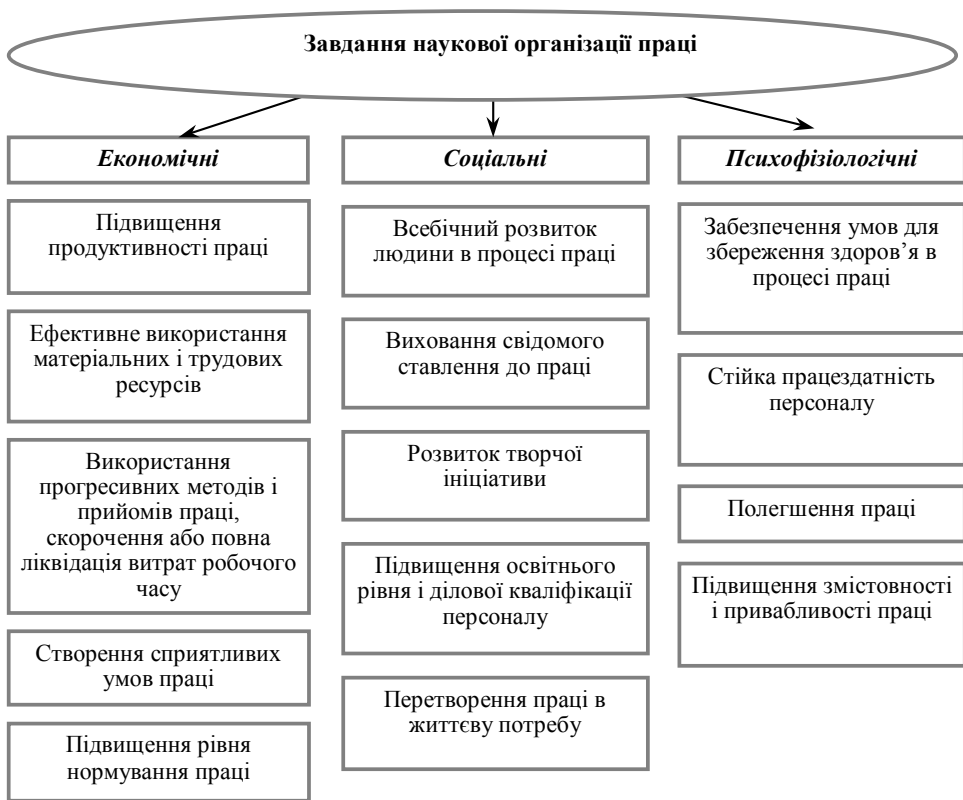 Завдання наукової організації праці
Економічні
Підвищення
продуктивності праці
Ефективне використання
матеріальних і трудових
ресурсів
Використання
прогресивних методів і
прийомів праці,
скорочення або повна
ліквідація витрат робочого
часу
Створення сприятливих
умов праці
Підвищення рівня
нормування праці
Соціальні
Всебічний розвиток
людини в процесі праці
Виховання свідомого
ставлення до праці
Розвиток творчої
ініціативи
Підвищення освітнього
рівня і ділової кваліфікації
персоналу
Перетворення праці в
життєву потребу
Психофізіологічні
Забезпечення умов для
збереження здоров’я в
процесі праці
Стійка працездатність
персоналу
Полегшення праці
Підвищення змістовності
і привабливості праці